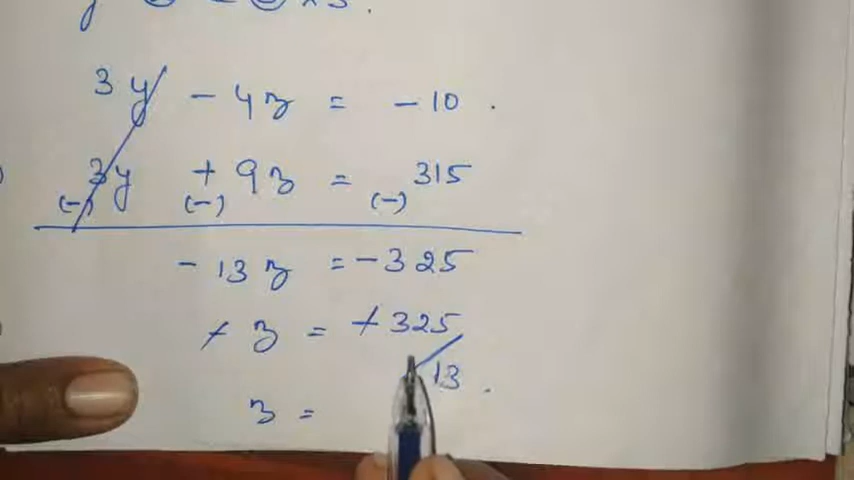 3y - 4z = - 10 .
3y + 9z = 315
(-) (-) (-)
- 13z = - 325
- z = - 325/13 .
z =